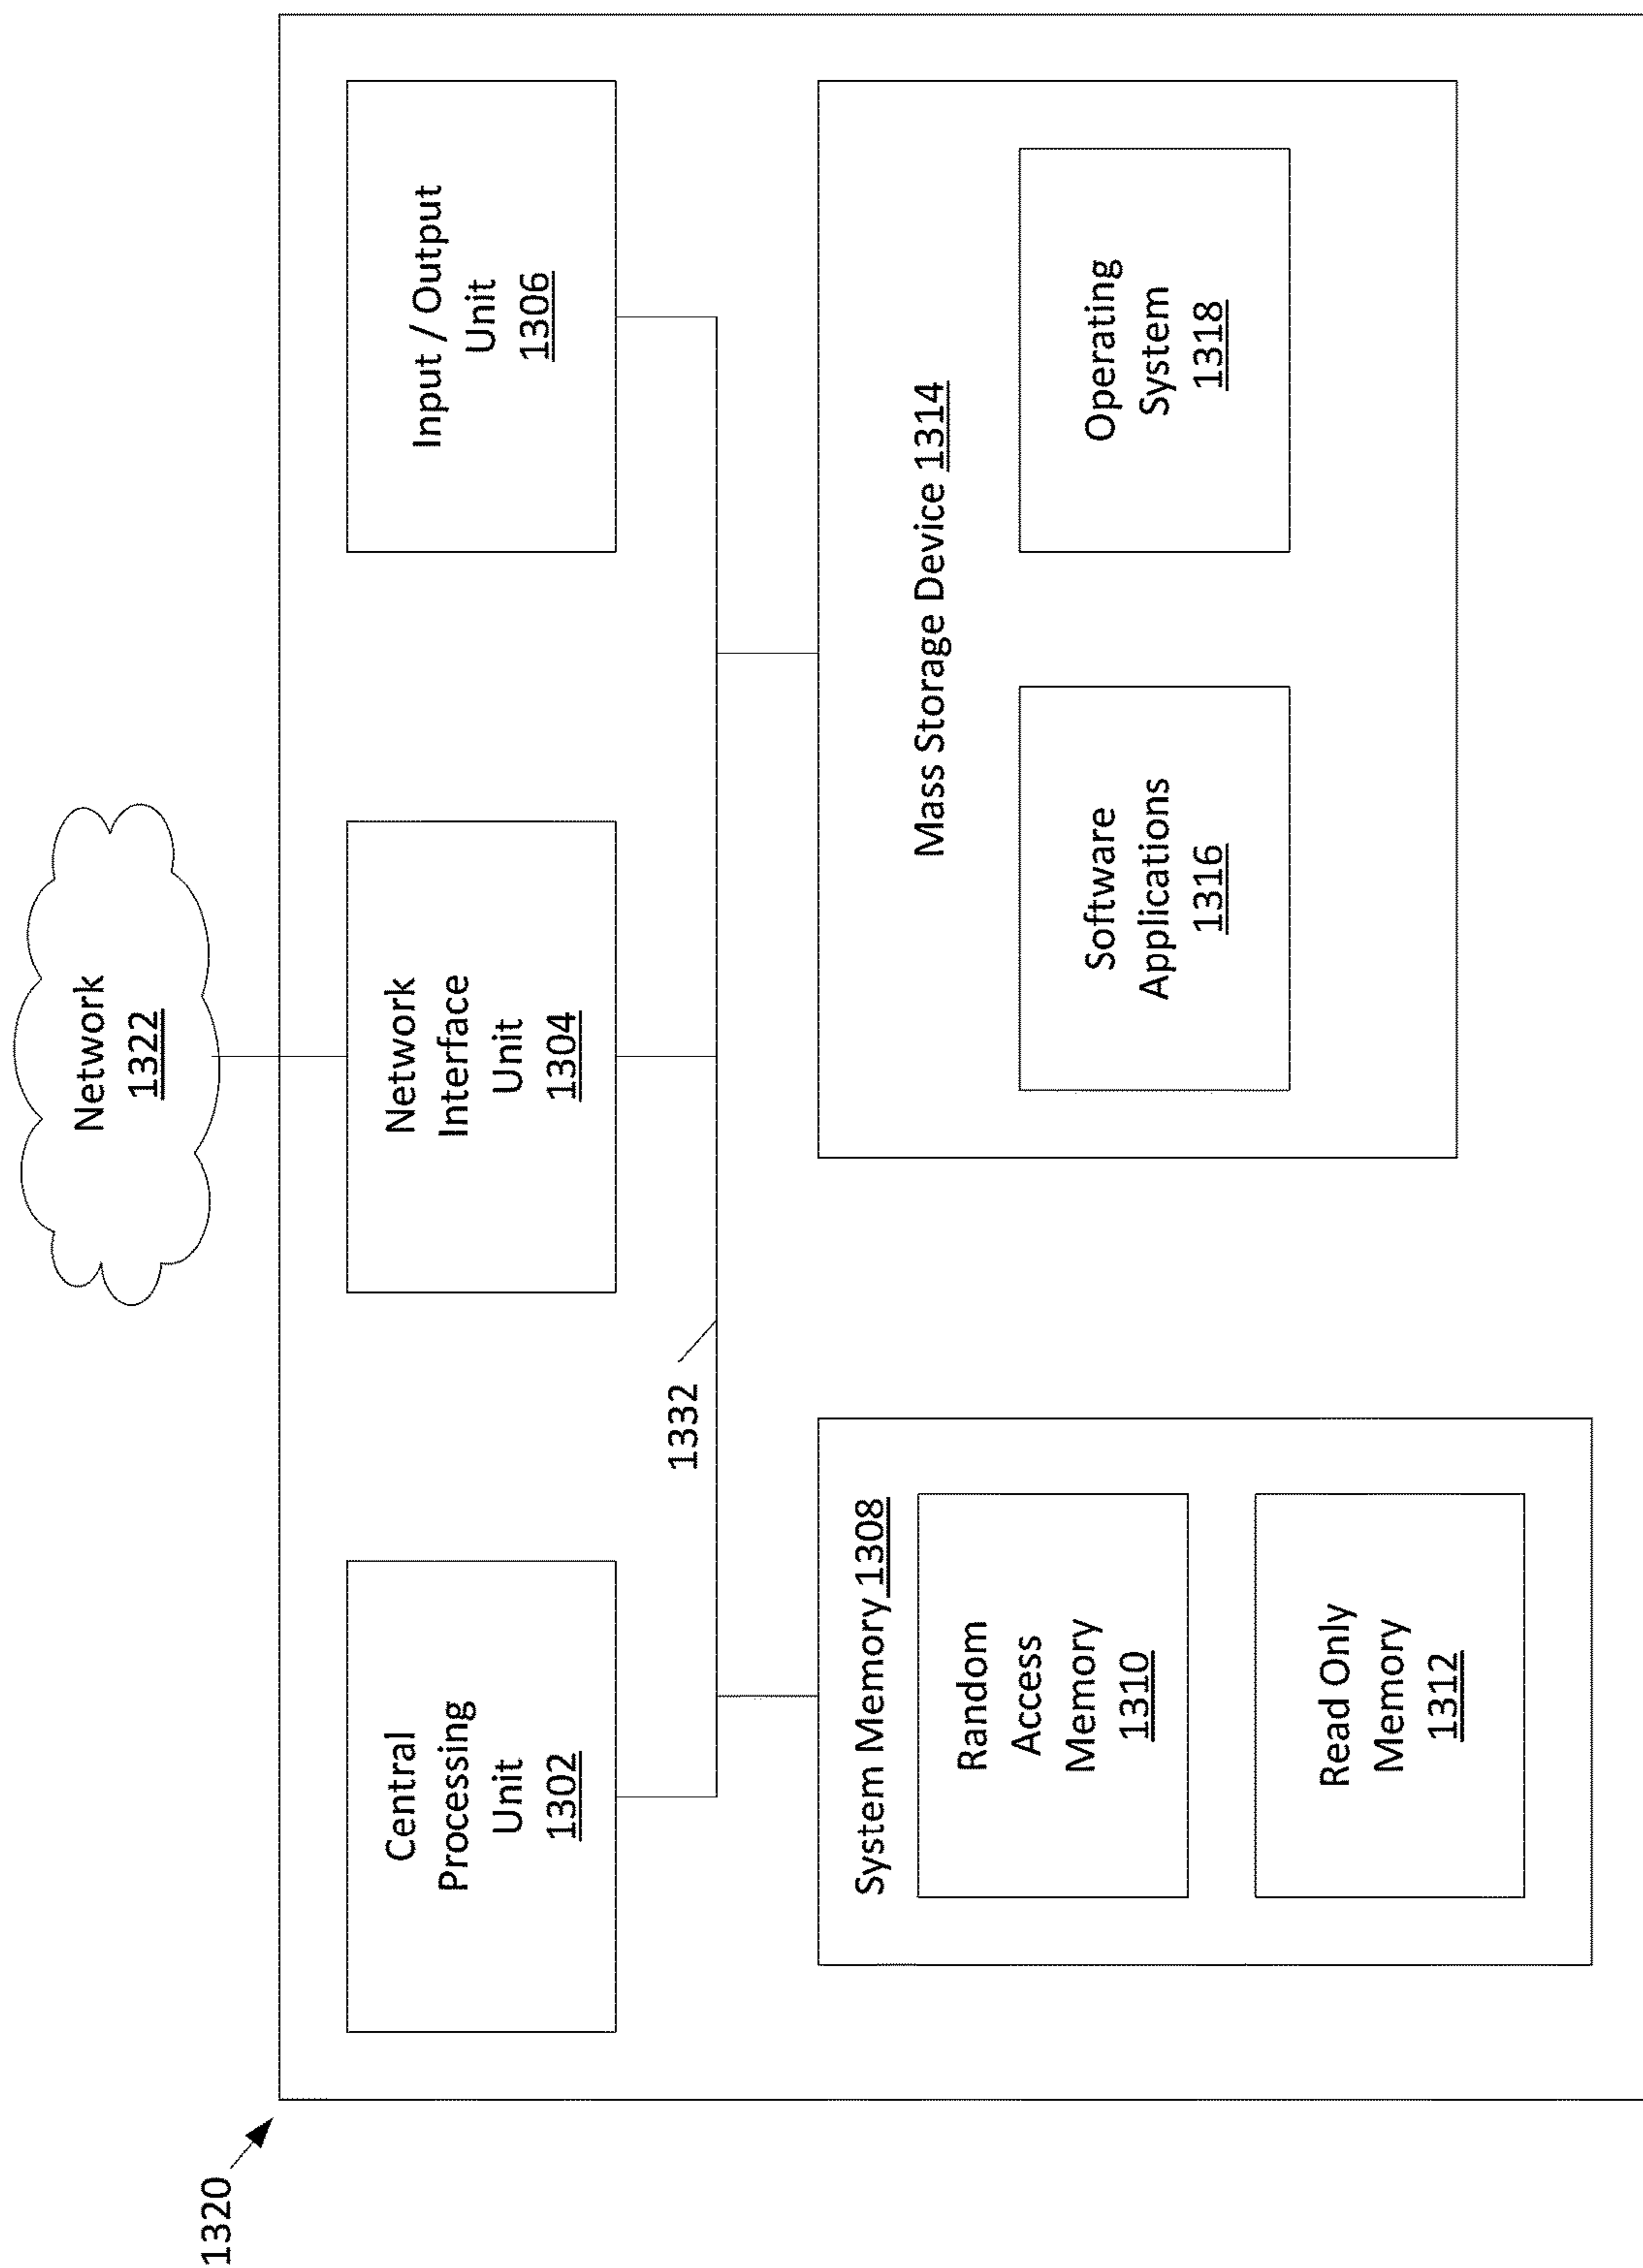 1320
Network
1322
Central
Processing
Unit
1302
Network
Interface
Unit
1304
Input / Output
Unit
1306
1332
System Memory 1308
Random
Access
Memory
1310
Read Only
Memory
1312
Mass Storage Device 1314
Software
Applications
1316
Operating
System
1318